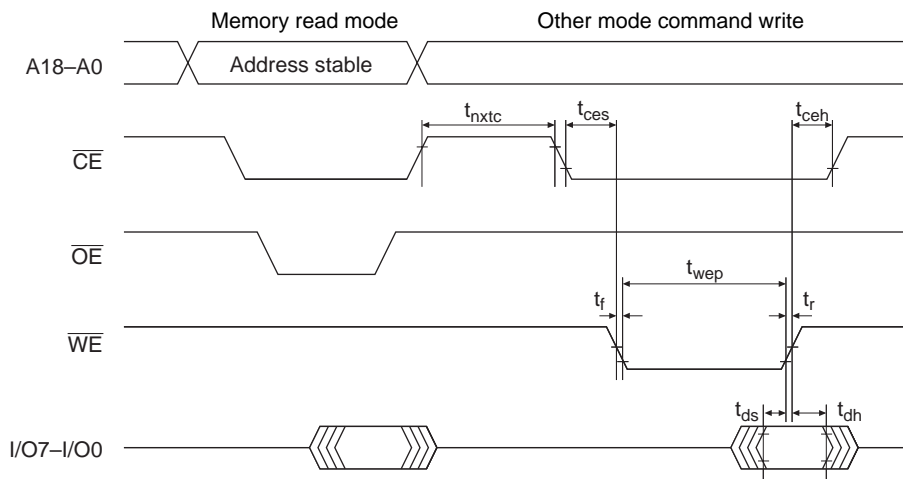 Memory read mode Other mode command write
A18–A0 Address stable
tnxtc tces tceh
CE
OE
twep
tf tr
WE
tds tdh
I/O7–I/O0